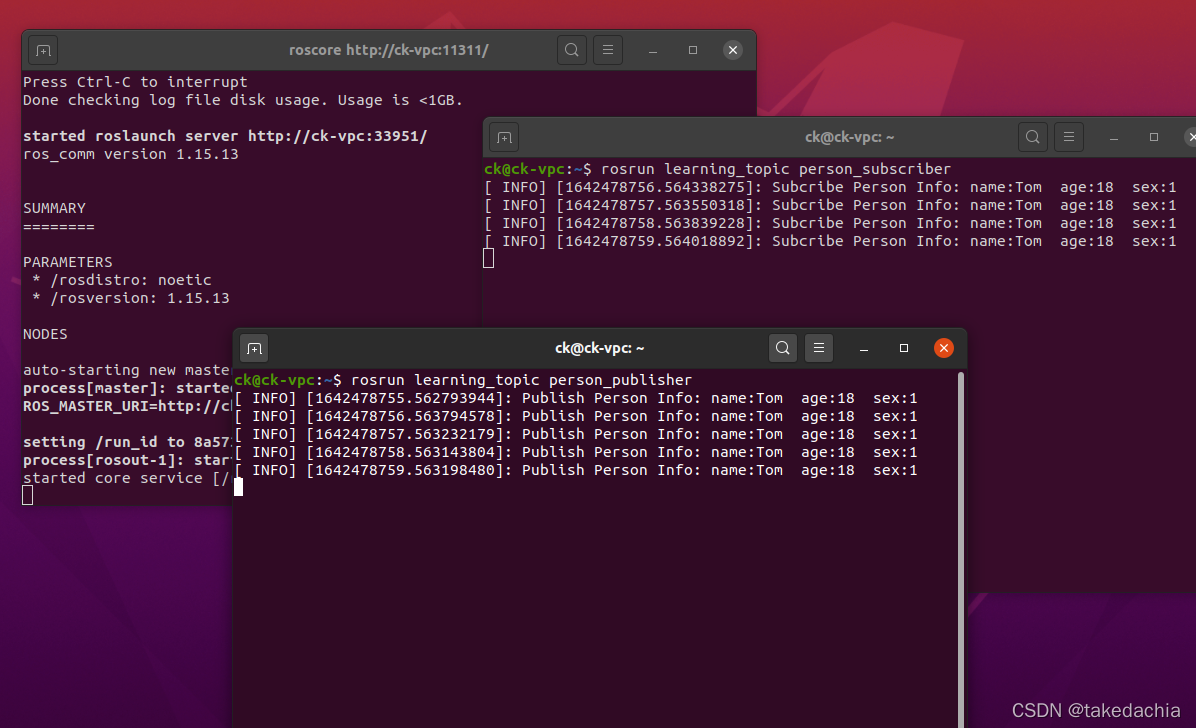 roscore http://ck-vpc:11311/
Press Ctrl-C to interrupt
Done checking log file disk usage. Usage is <1GB.
started roslaunch server http://ck-vpc:33951/
ros_comm version 1.15.13
SUMMARY
========
PARAMETERS
* /rosdistro: noetic
* /rosversion: 1.15.13
NODES
auto-starting new master
process[master]: started
ROS_MASTER_URI=http://ck
setting /run_id to 8a57
process[rosout-1]: star
started core service [/
ck@ck-vpc: ~
ck@ck-vpc:~$ rosrun learning_topic person_subscriber
[ INFO] [1642478756.564338275]: Subcribe Person Info: name:Tom  age:18  sex:1
[ INFO] [1642478757.563550318]: Subcribe Person Info: name:Tom  age:18  sex:1
[ INFO] [1642478758.563839228]: Subcribe Person Info: name:Tom  age:18  sex:1
[ INFO] [1642478759.564018892]: Subcribe Person Info: name:Tom  age:18  sex:1
ck@ck-vpc: ~
ck@ck-vpc:~$ rosrun learning_topic person_publisher
[ INFO] [1642478755.562793944]: Publish Person Info: name:Tom  age:18  sex:1
[ INFO] [1642478756.563794578]: Publish Person Info: name:Tom  age:18  sex:1
[ INFO] [1642478757.563232179]: Publish Person Info: name:Tom  age:18  sex:1
[ INFO] [1642478758.563143804]: Publish Person Info: name:Tom  age:18  sex:1
[ INFO] [1642478759.563198480]: Publish Person Info: name:Tom  age:18  sex:1
CSDN @takedachia